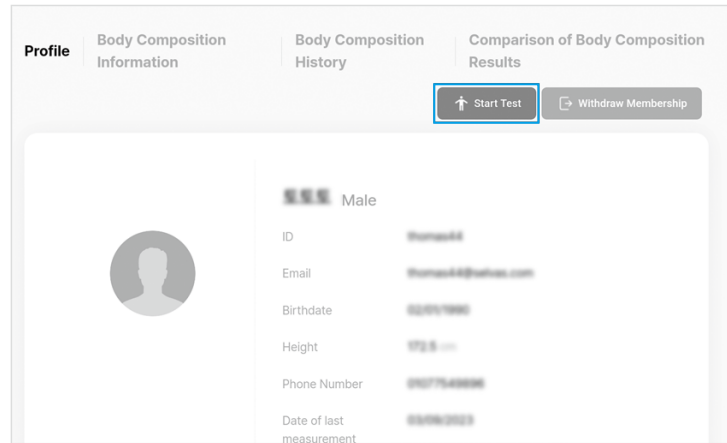 Profile
Body Composition
Information
Body Composition
History
Comparison of Body Composition
Results
Start Test
Withdraw Membership
Male
ID
Email
Birthdate
Height
Phone Number
Date of last
measurement